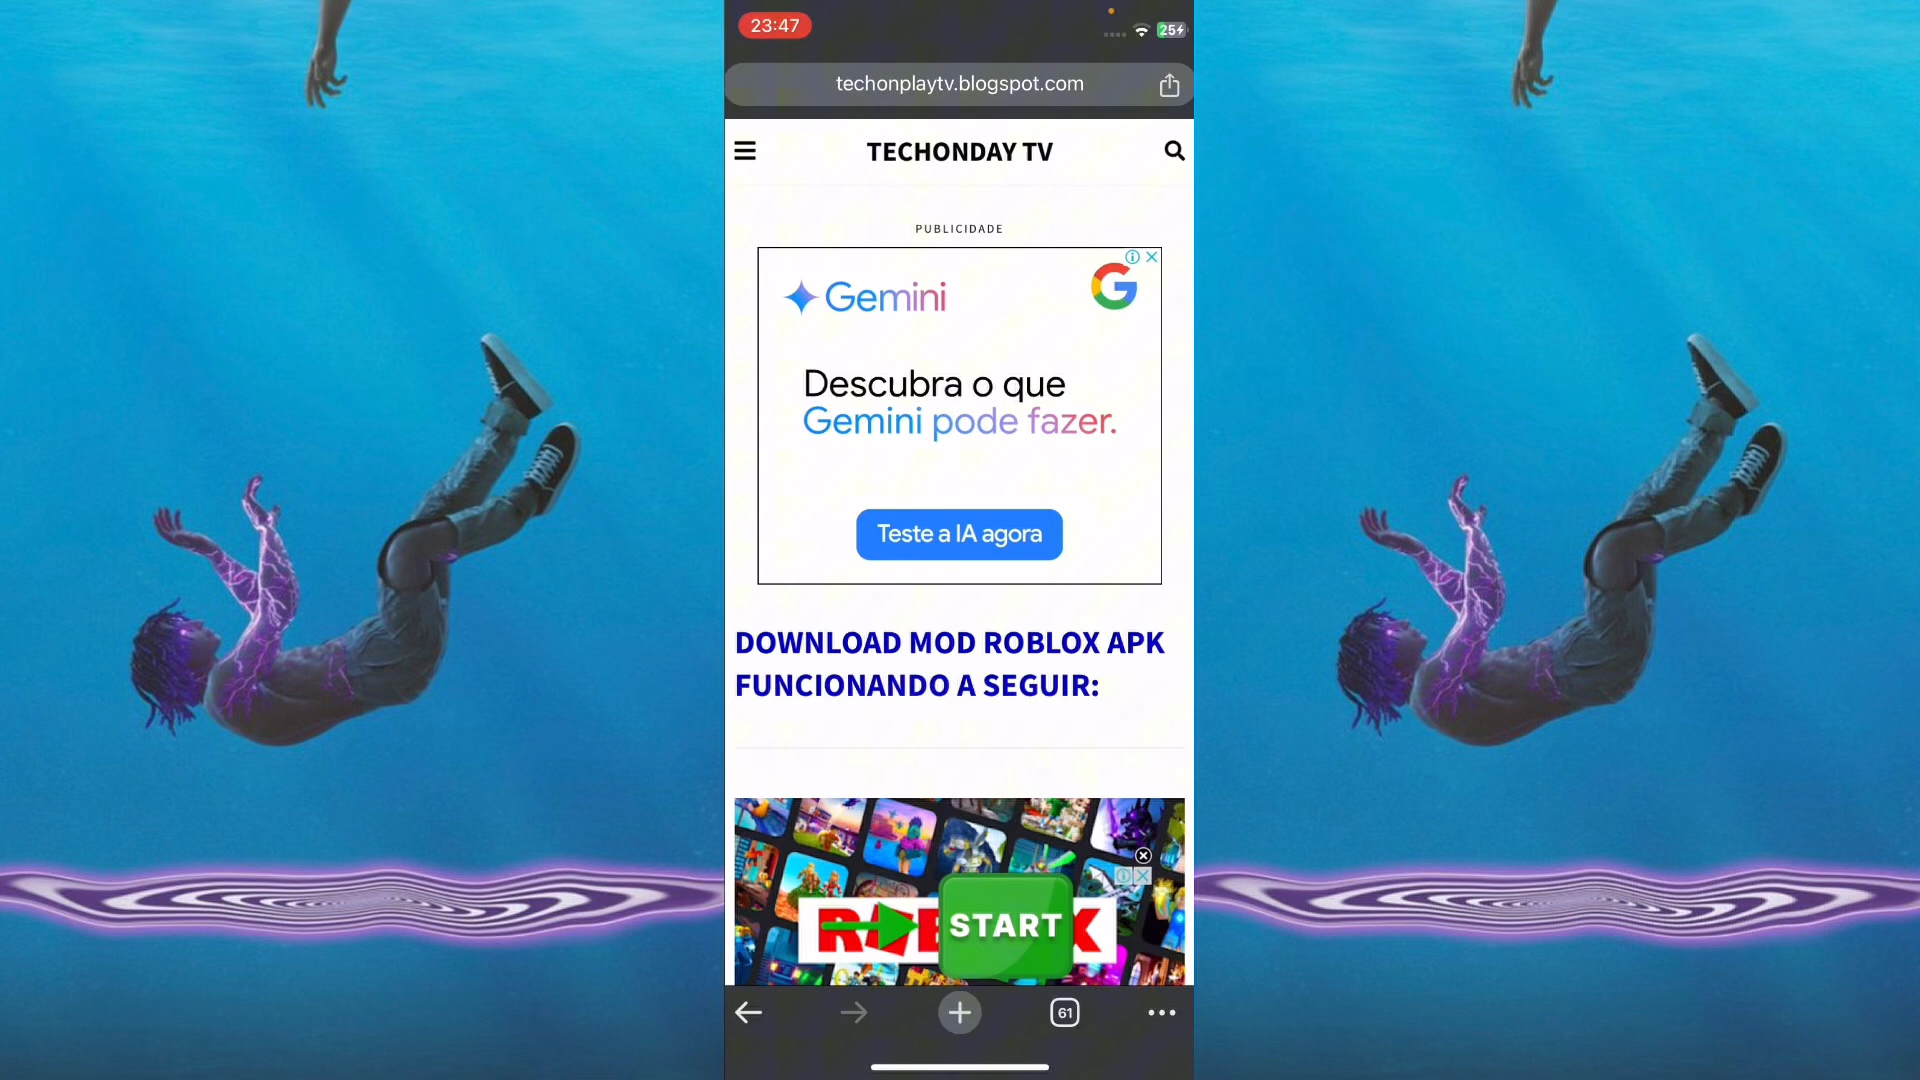 23:47
25
techonplaytv.blogspot.com
TECHONDAY TV
PUBLICIDADE
Gemini
G
Descubra o que
Gemini pode fazer.
Teste a IA agora
DOWNLOAD MOD ROBLOX APK
FUNCIONANDO A SEGUIR:
START
61